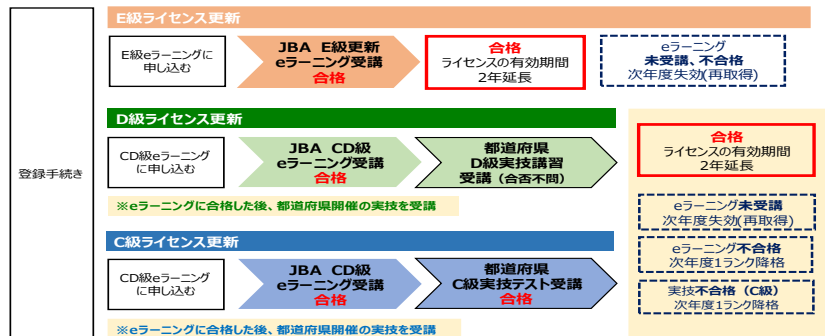 登録手続き
E級ライセンス更新
E級eラーニングに
申し込む
JBA E級更新
eラーニング受講
合格
合格
ライセンスの有効期間
2年延長
eラーニング
未受講、不合格
次年度失効(再取得)
D級ライセンス更新
CD級eラーニング
に申し込む
JBA CD級
eラーニング受講
合格
都道府県
D級実技講習
受講（合否不問）
※eラーニングに合格した後、都道府県開催の実技を受講
C級ライセンス更新
CD級eラーニング
に申し込む
JBA CD級
eラーニング受講
合格
都道府県
C級実技テスト受講
合格
※eラーニングに合格した後、都道府県開催の実技を受講
合格
ライセンスの有効期間
2年延長
eラーニング未受講
次年度失効(再取得)
eラーニング不合格
次年度1ランク降格
実技不合格（C級）
次年度1ランク降格